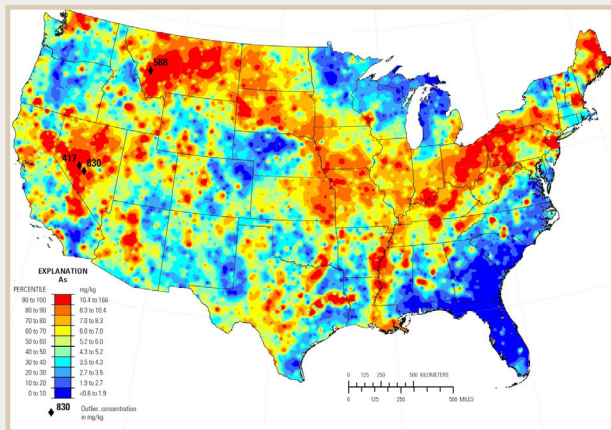 588
417
830
EXPLANATION
As
PERCENTILE mg/kg
90 to 100 10.4 to 166
80 to 90 8.3 to 10.4
70 to 80 7.0 to 8.3
60 to 70 6.0 to 7.0
50 to 60 5.2 to 6.0
40 to 50 4.3 to 5.2
30 to 40 3.5 to 4.3
20 to 30 2.7 to 3.5
10 to 20 1.9 to 2.7
0 to 10 <0.6 to 1.9
830 Outlier, concentration
in mg/kg
0 125 250 500 KILOMETERS
0 125 250 500 MILES